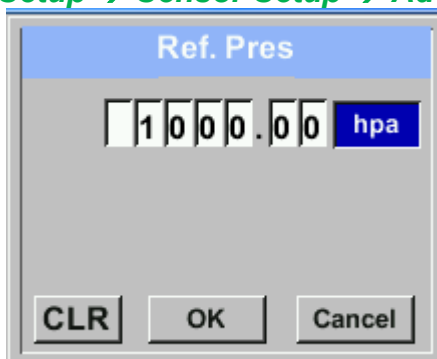 Setup → Sensor Setup → Ad
Ref. Pres
1000.00 hpa
CLR OK Cancel